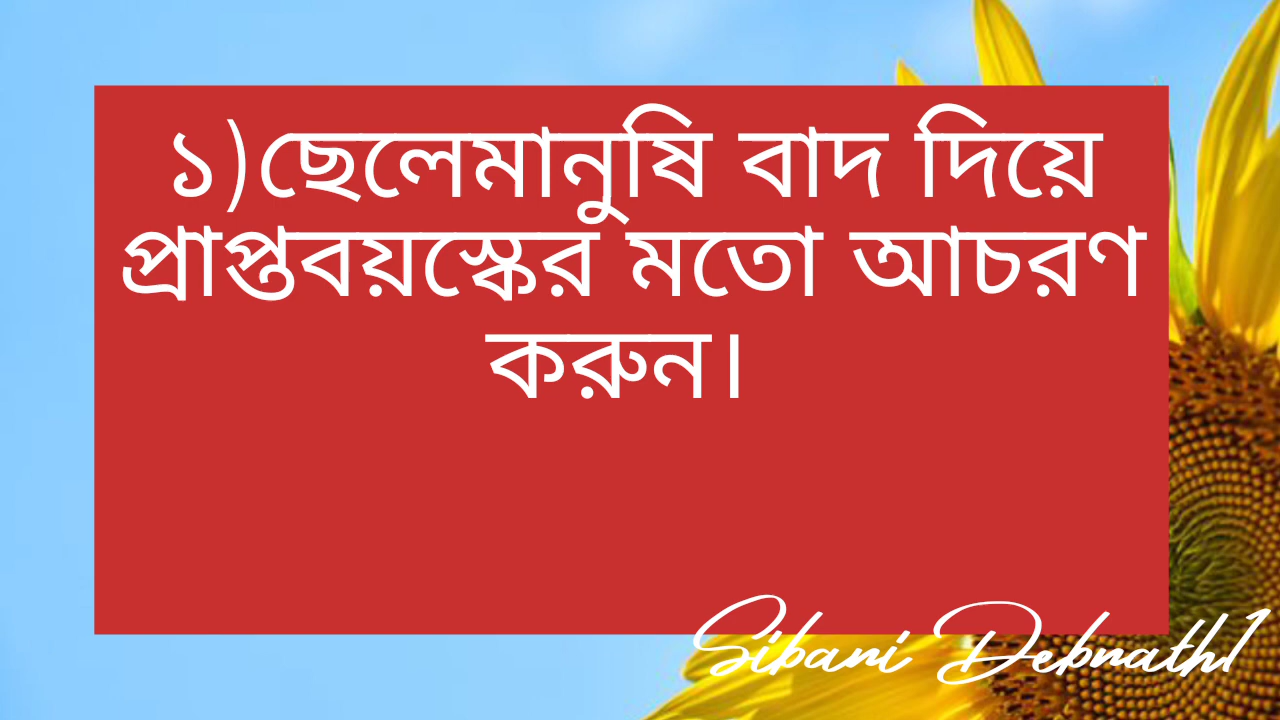 ১)ছেলেমানুষি বাদ দিয়ে
প্রাপ্তবয়স্কের মতো আচরণ
করুন।
Sibani Debnath1